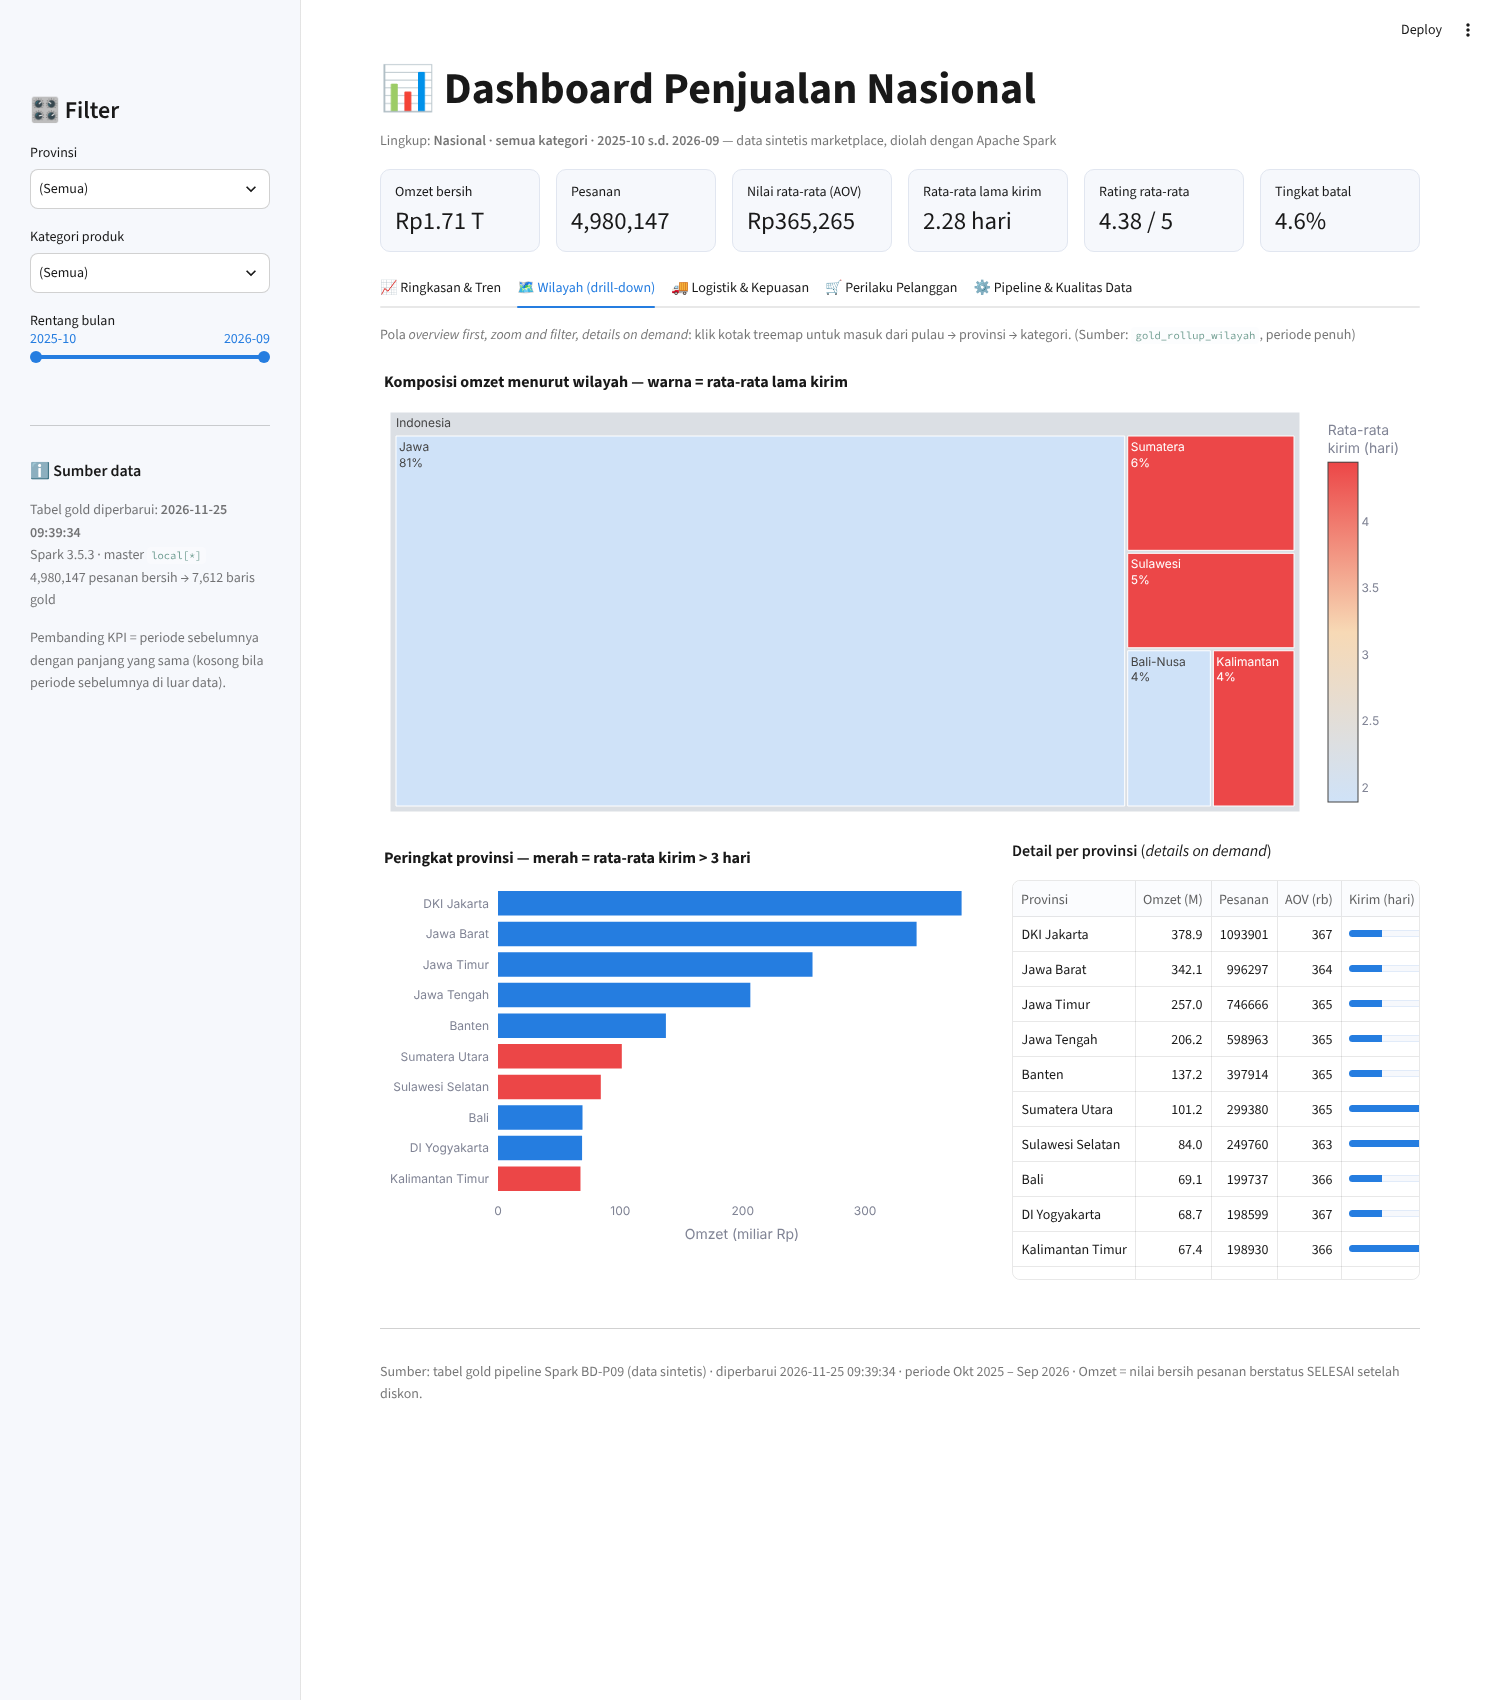 Deploy
Filter
Provinsi
(Semua)
Kategori produk
(Semua)
Rentang bulan
2025-10 2026-09
Sumber data
Tabel gold diperbarui: 2026-11-25
09:39:34
Spark 3.5.3 · master local[*]
4,980,147 pesanan bersih → 7,612 baris
gold
Pembanding KPI = periode sebelumnya
dengan panjang yang sama (kosong bila
periode sebelumnya di luar data).
Dashboard Penjualan Nasional
Lingkup: Nasional · semua kategori · 2025-10 s.d. 2026-09 — data sintetis marketplace, diolah dengan Apache Spark
Omzet bersih
Rp1.71 T
Pesanan
4,980,147
Nilai rata-rata (AOV)
Rp365,265
Rata-rata lama kirim
2.28 hari
Rating rata-rata
4.38 / 5
Tingkat batal
4.6%
Ringkasan & Tren Wilayah (drill-down) Logistik & Kepuasan Perilaku Pelanggan Pipeline & Kualitas Data
Pola overview first, zoom and filter, details on demand: klik kotak treemap untuk masuk dari pulau → provinsi → kategori. (Sumber: gold_rollup_wilayah , periode penuh)
Komposisi omzet menurut wilayah — warna = rata-rata lama kirim
Indonesia
Jawa
81%
Sumatera
6%
Sulawesi
5%
Bali-Nusa
4%
Kalimantan
4%
Rata-rata
kirim (hari)
4
3.5
3
2.5
2
Peringkat provinsi — merah = rata-rata kirim > 3 hari
DKI Jakarta
Jawa Barat
Jawa Timur
Jawa Tengah
Banten
Sumatera Utara
Sulawesi Selatan
Bali
DI Yogyakarta
Kalimantan Timur
0 100 200 300
Omzet (miliar Rp)
Detail per provinsi (details on demand)
Provinsi Omzet (M) Pesanan AOV (rb) Kirim (hari)
DKI Jakarta 378.9 1093901 367
Jawa Barat 342.1 996297 364
Jawa Timur 257.0 746666 365
Jawa Tengah 206.2 598963 365
Banten 137.2 397914 365
Sumatera Utara 101.2 299380 365
Sulawesi Selatan 84.0 249760 363
Bali 69.1 199737 366
DI Yogyakarta 68.7 198599 367
Kalimantan Timur 67.4 198930 366
Sumber: tabel gold pipeline Spark BD-P09 (data sintetis) · diperbarui 2026-11-25 09:39:34 · periode Okt 2025 – Sep 2026 · Omzet = nilai bersih pesanan berstatus SELESAI setelah
diskon.